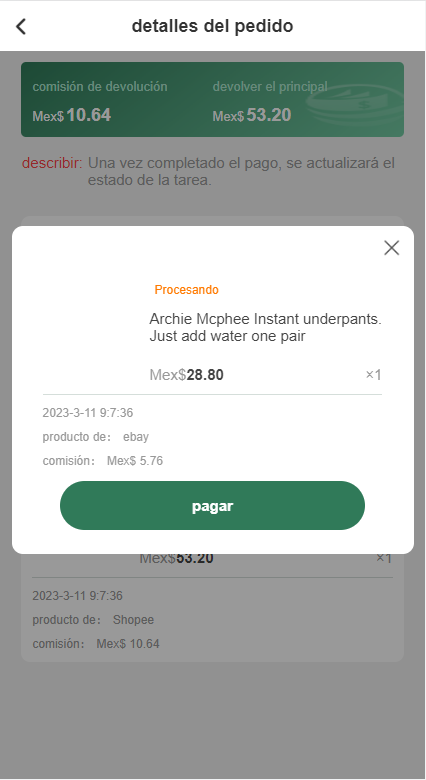 detalles del pedido
comisión de devolución devolver el principal
Mex$10.64 Mex$53.20
describir: Una vez completado el pago, se actualizará el
estado de la tarea.
Procesando
Archie Mcphee Instant underpants.
Just add water one pair
Mex$28.80 ×1
2023-3-11 9:7:36
producto de： ebay
comisión： Mex$ 5.76
pagar
Mex$53.20 ×1
2023-3-11 9:7:36
producto de： Shopee
comisión： Mex$ 10.64